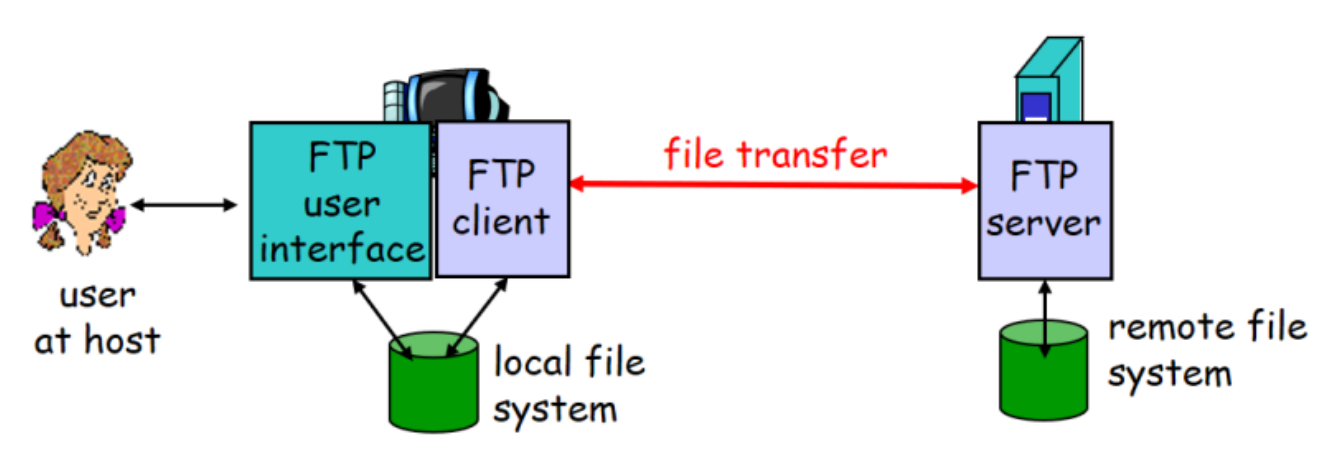 FTP
user
interface
FTP
client
file transfer
FTP
server
user
at host
local file
system
remote file
system